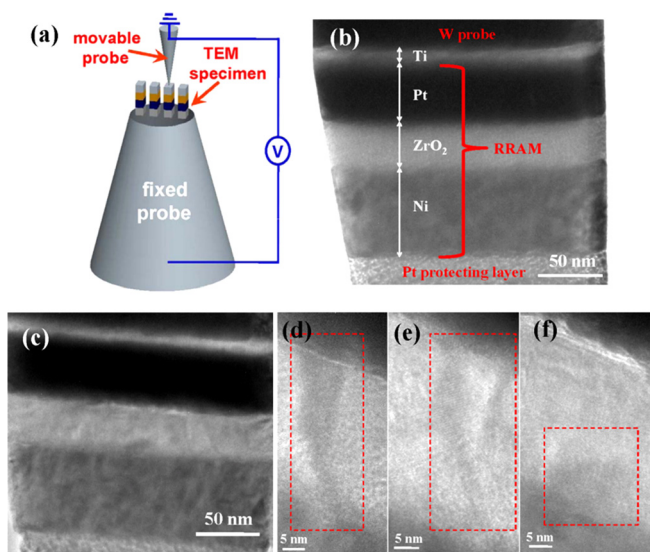 (a)
movable
probe
TEM
specimen
V
fixed
probe
(b)
W probe
Ti
Pt
ZrO₂
RRAM
Ni
Pt protecting layer
50 nm
(c)
50 nm
(d)
5 nm
(e)
5 nm
(f)
5 nm